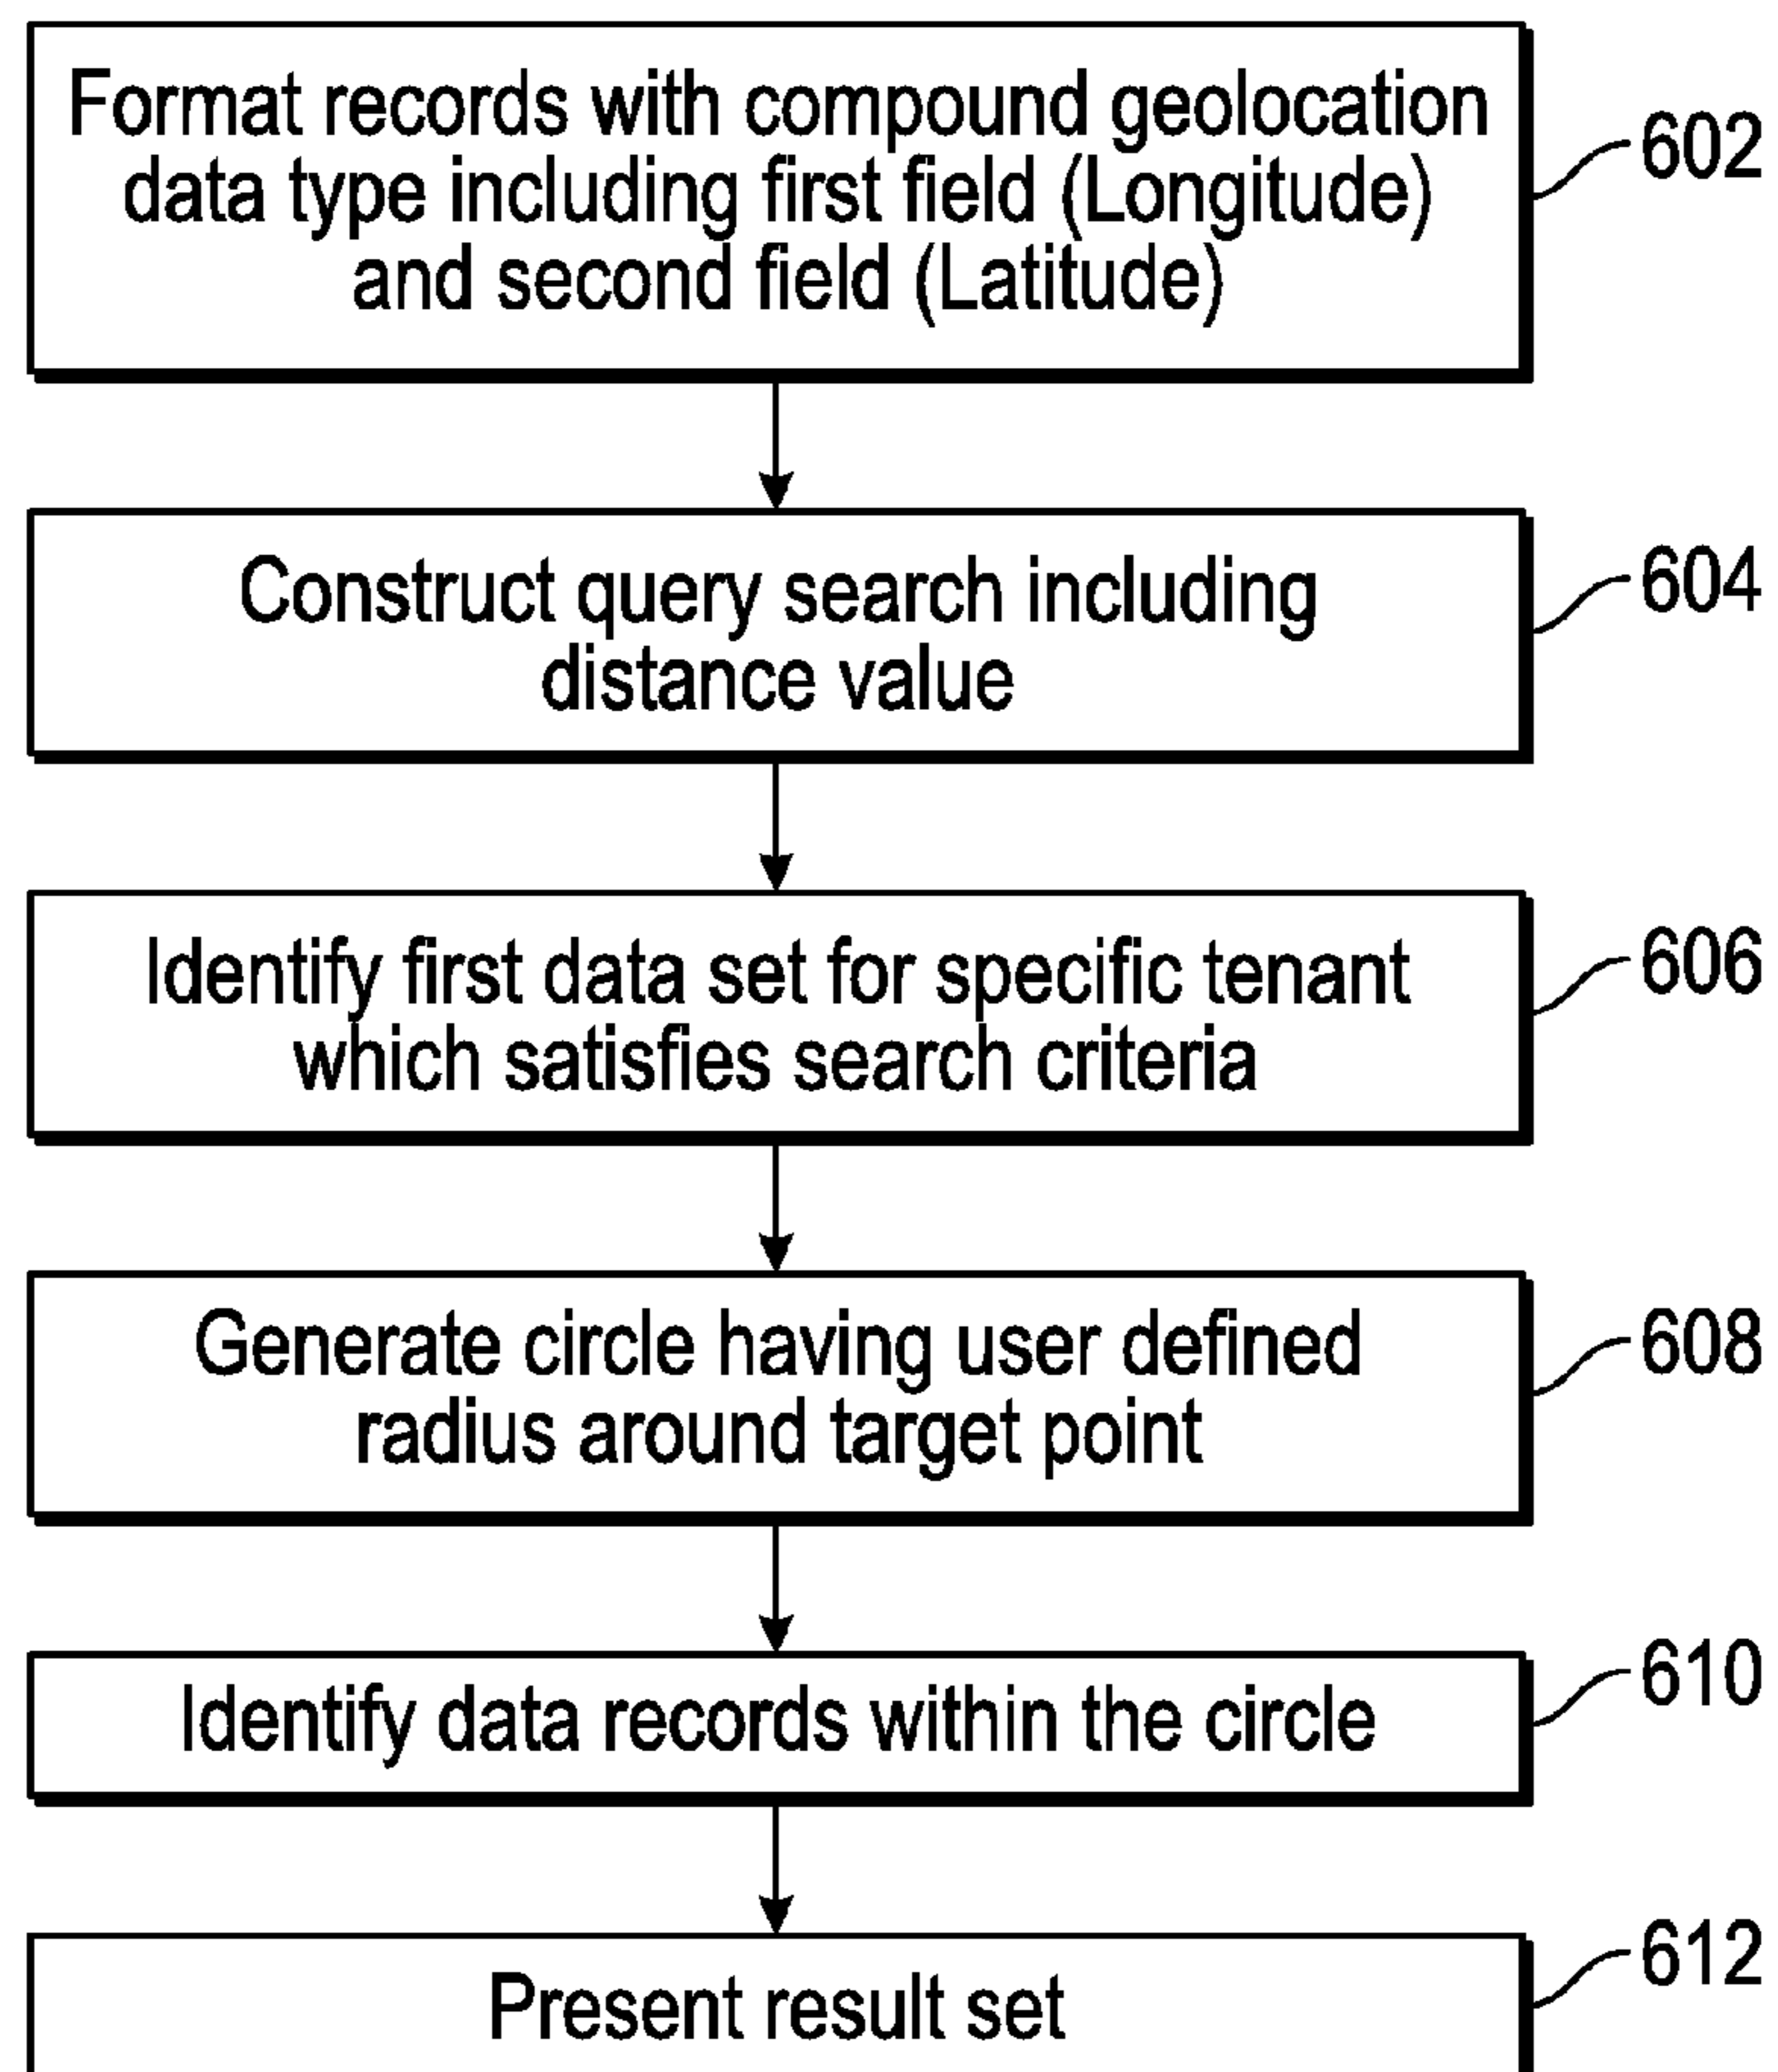 Format records with compound geolocation
data type including first field (Longitude)
and second field (Latitude)
602
Construct query search including
distance value
604
Identify first data set for specific tenant
which satisfies search criteria
606
Generate circle having user defined
radius around target point
608
Identify data records within the circle
610
Present result set
612